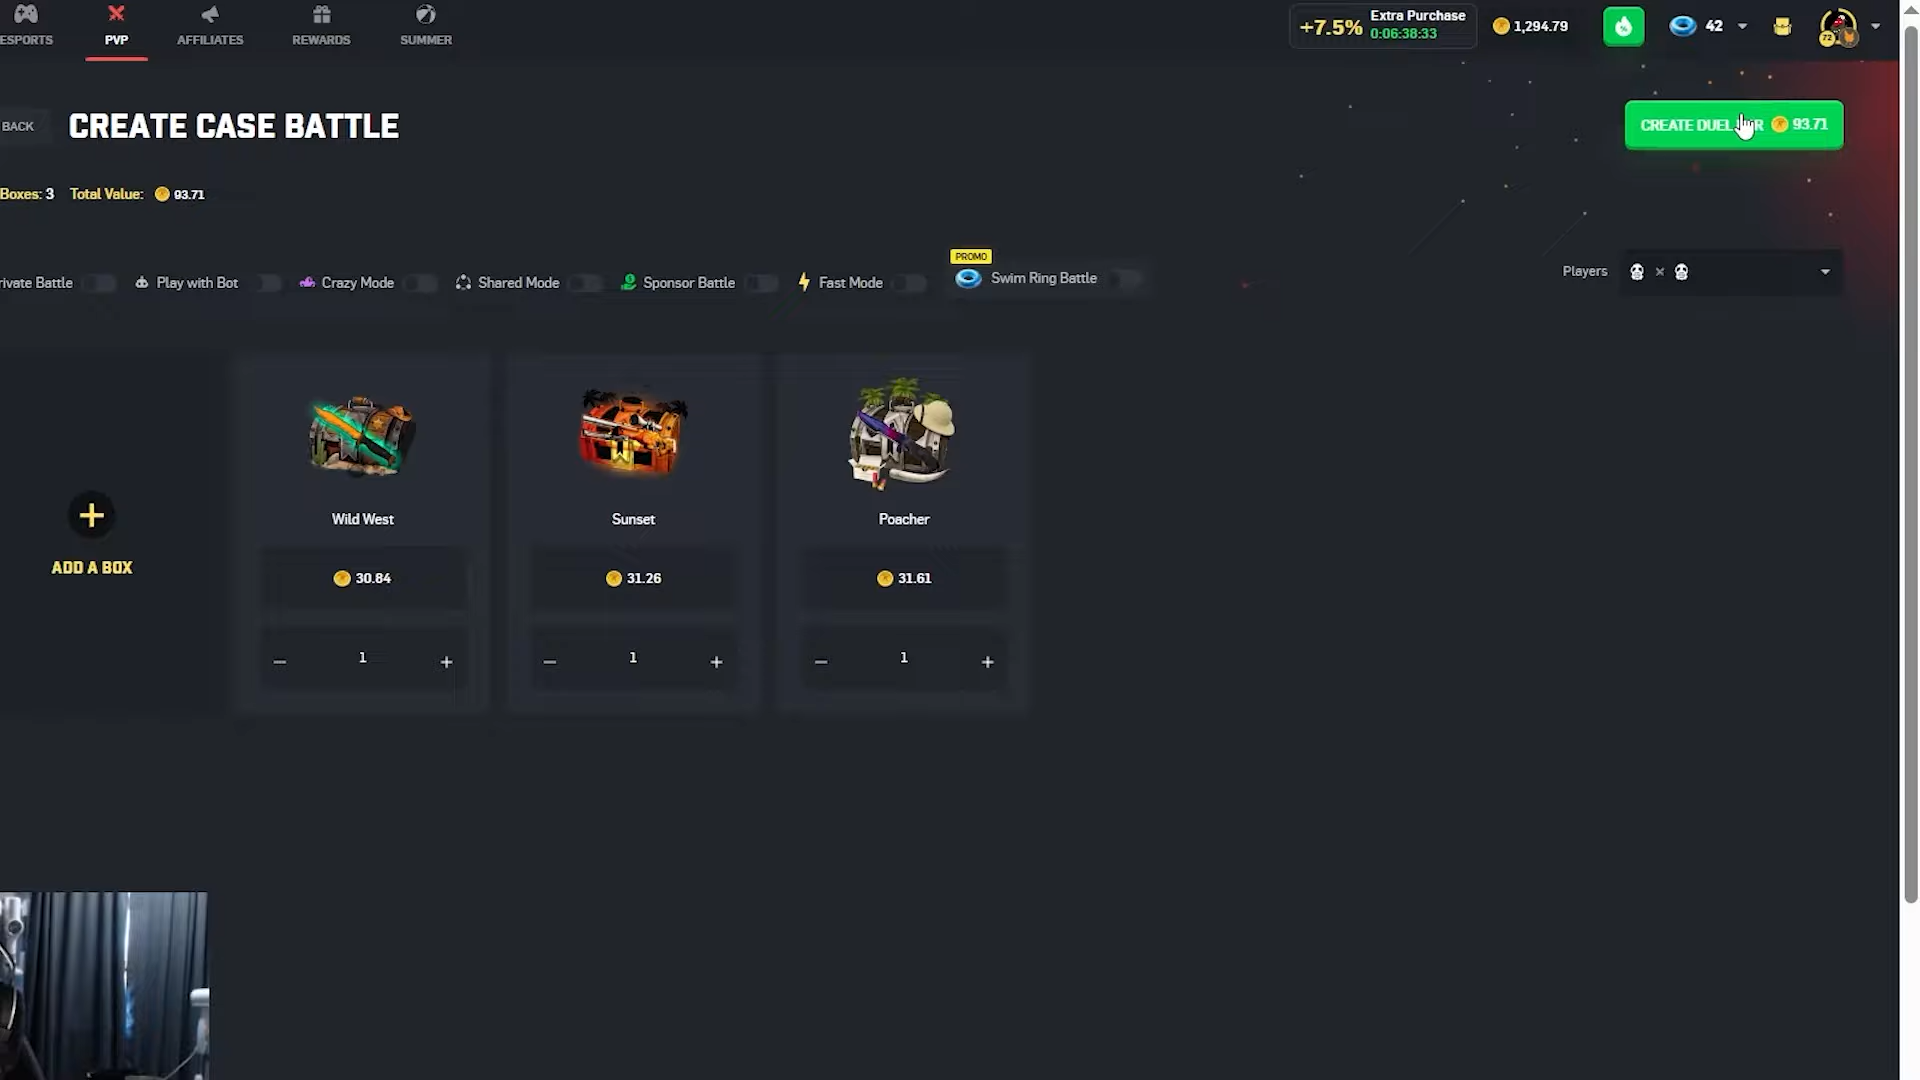 ESPORTS
PVP
AFFILIATES
REWARDS
SUMMER
+7.5%
Extra Purchase
0:06:38:33
1,294.79
42
72
BACK
CREATE CASE BATTLE
CREATE DUEL 93.71
Boxes: 3 Total Value: 93.71
rivate Battle
Play with Bot
Crazy Mode
Shared Mode
Sponsor Battle
Fast Mode
PROMO
Swim Ring Battle
Players
ADD A BOX
Wild West
30.84
− 1 +
Sunset
31.26
− 1 +
Poacher
31.61
− 1 +